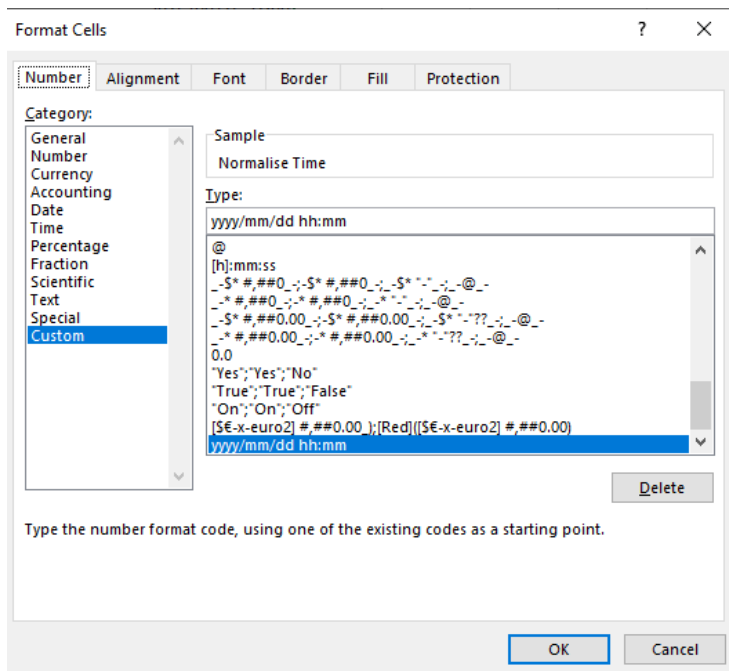 Format Cells ? ×
Number Alignment Font Border Fill Protection
Category:
General
Number
Currency
Accounting
Date
Time
Percentage
Fraction
Scientific
Text
Special
Custom
Sample
Normalise Time
Type:
yyyy/mm/dd hh:mm
@
[h]:mm:ss
_-$* #,##0_-;-$* #,##0_-;_-$* "-"_-;_-@_-
_-* #,##0_-;-* #,##0_-;_-* "-"_-;_-@_-
_-$* #,##0.00_-;-$* #,##0.00_-;_-$* "-"??_-;_-@_-
_-* #,##0.00_-;-* #,##0.00_-;_-* "-"??_-;_-@_-
0.0
"Yes";"Yes";"No"
"True";"True";"False"
"On";"On";"Off"
[$€-x-euro2] #,##0.00_);[Red]([$€-x-euro2] #,##0.00)
yyyy/mm/dd hh:mm
Delete
Type the number format code, using one of the existing codes as a starting point.
OK Cancel